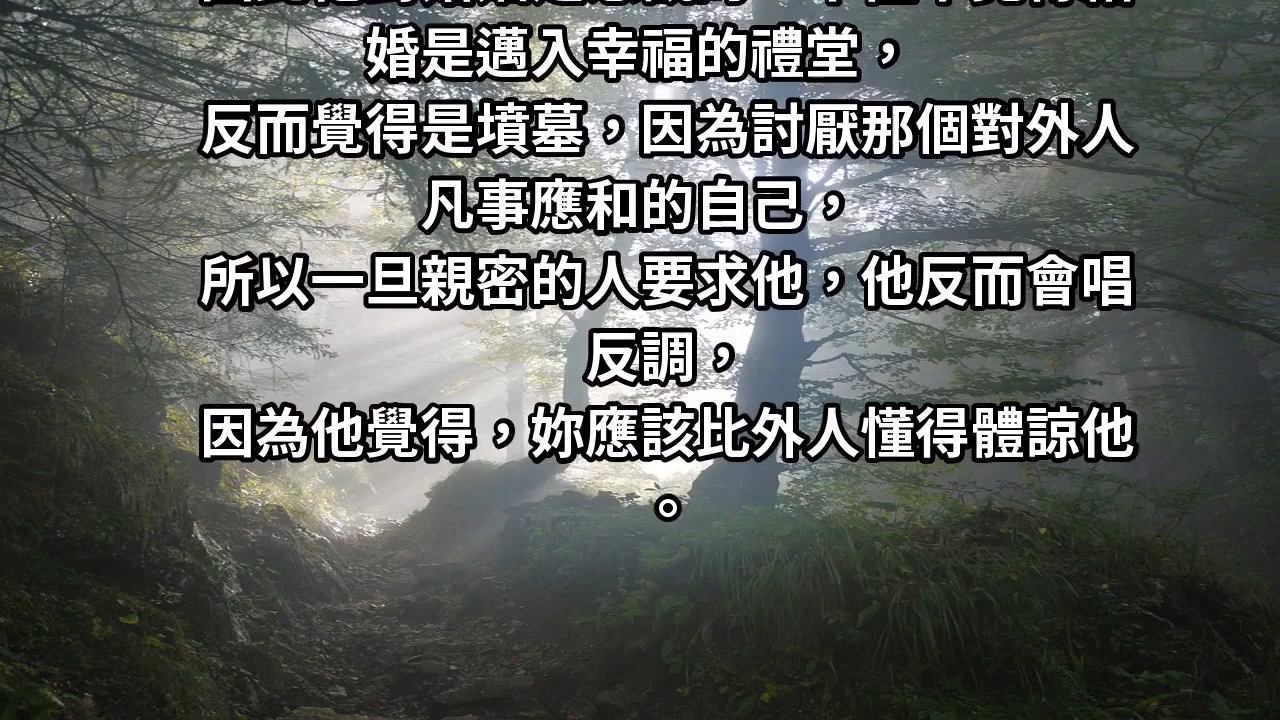 婚是邁入幸福的禮堂，
反而覺得是墳墓，因為討厭那個對外人
凡事應和的自己，
所以一旦親密的人要求他，他反而會唱
反調，
因為他覺得，妳應該比外人懂得體諒他
。